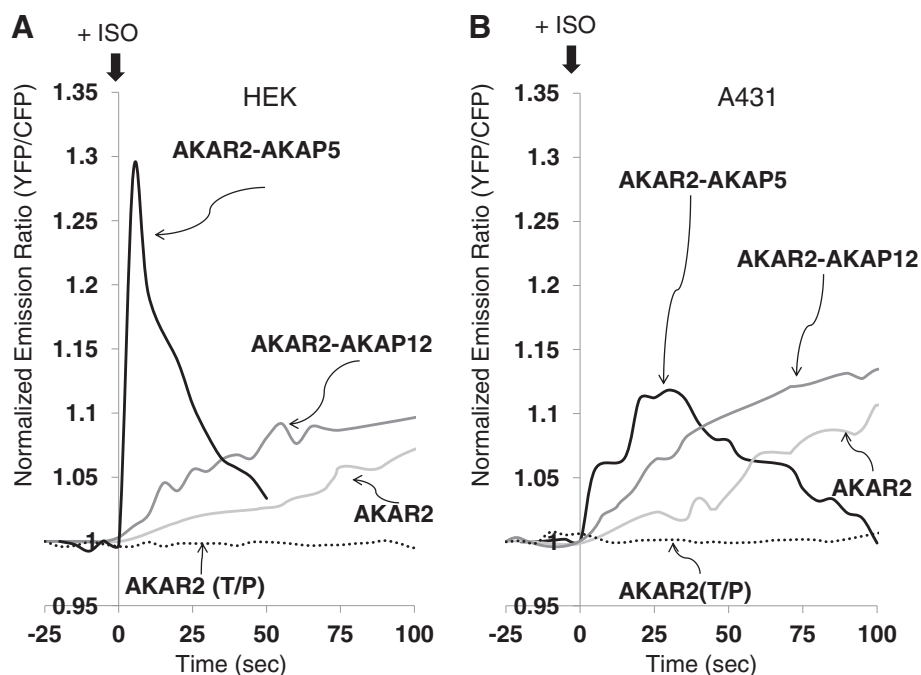 A
+ ISO
HEK
Normalized Emission Ratio (YFP/CFP)
1.35
1.3
1.25
1.2
1.15
1.1
1.05
1
0.95
AKAR2-AKAP5
AKAR2-AKAP12
AKAR2
AKAR2 (T/P)
-25 0 25 50 75 100
Time (sec)
B
+ ISO
A431
Normalized Emission Ratio (YFP/CFP)
1.35
1.3
1.25
1.2
1.15
1.1
1.05
1
0.95
AKAR2-AKAP5
AKAR2-AKAP12
AKAR2
AKAR2(T/P)
-25 0 25 50 75 100
Time (sec)